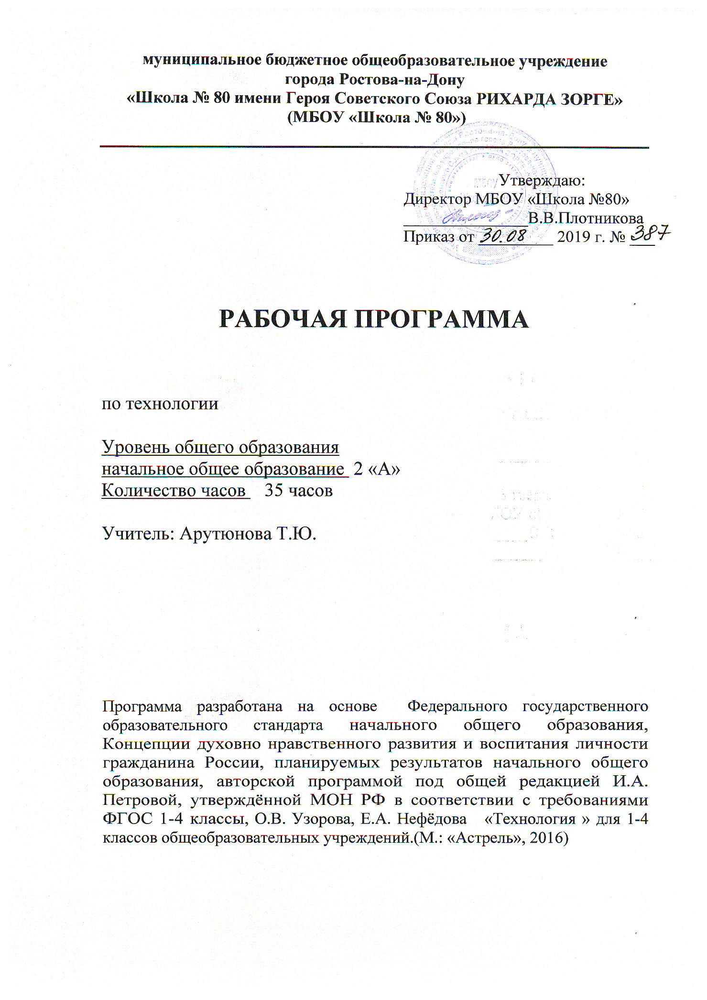 муниципальное бюджетное общеобразовательное учреждение
города Ростова-на-Дону
«Школа № 80 имени Героя Советского Союза РИХАРДА ЗОРГЕ»
(МБОУ «Школа № 80»)
Утверждаю:
Директор МБОУ «Школа №80»
В.В.Плотникова
Приказ от 30.08 2019 г. № 387
РАБОЧАЯ ПРОГРАММА
по технологии
Уровень общего образования
начальное общее образование 2 «А»
Количество часов 35 часов
Учитель: Арутюнова Т.Ю.
Программа разработана на основе Федерального государственного
образовательного стандарта начального общего образования,
Концепции духовно нравственного развития и воспитания личности
гражданина России, планируемых результатов начального общего
образования, авторской программой под общей редакцией И.А.
Петровой, утверждённой МОН РФ в соответствии с требованиями
ФГОС 1-4 классы, О.В. Узорова, Е.А. Нефёдова «Технология » для 1-4
классов общеобразовательных учреждений.(М.: «Астрель», 2016)